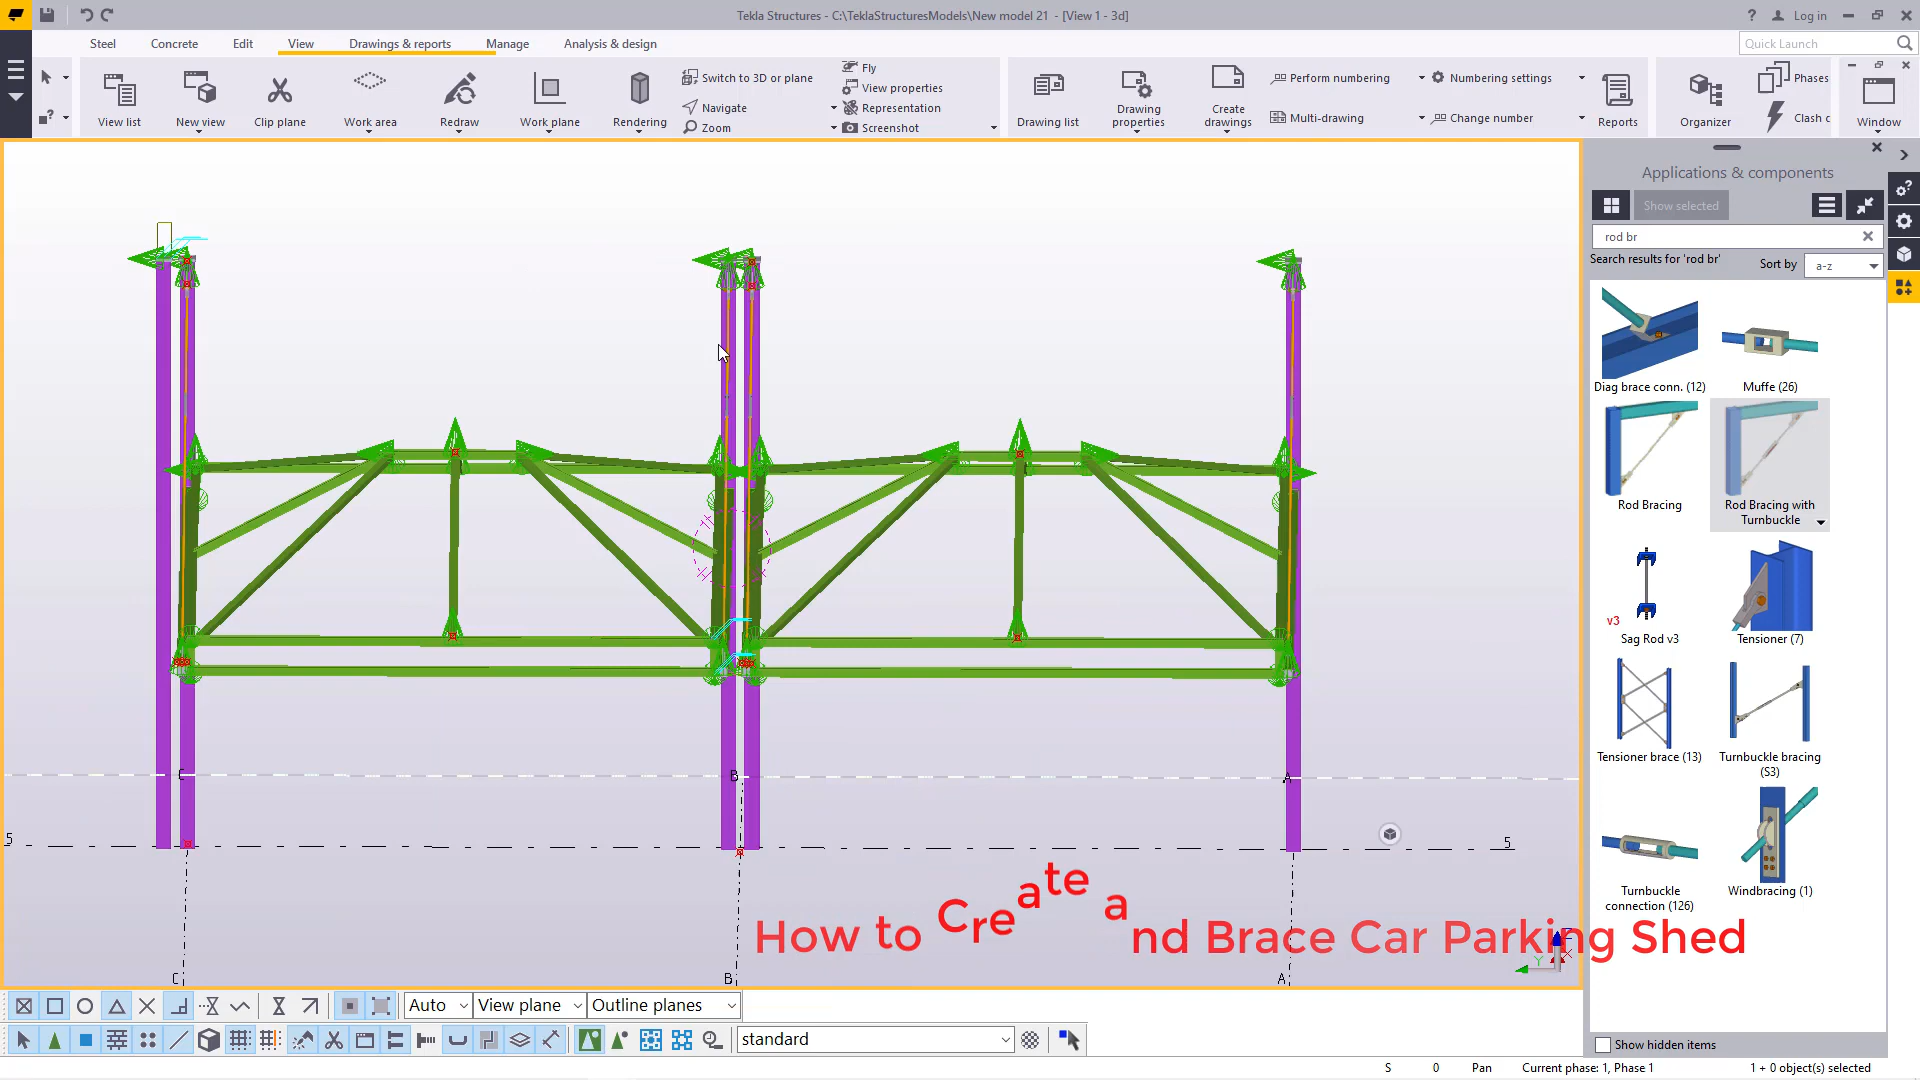 Tekla Structures - C:\TeklaStructuresModels\New model 21 - [View 1 - 3d]
? Log in
Steel Concrete Edit View Drawings & reports Manage Analysis & design
Quick Launch
View list
New view
Clip plane
Work area
Redraw
Work plane
Rendering
Switch to 3D or plane
Navigate
Zoom
Fly
View properties
Representation
Screenshot
Drawing list
Drawing
properties
Create
drawings
Perform numbering
Multi-drawing
Numbering settings
Change number
Reports
Organizer
Phases
Clash c
Window
Applications & components
Show selected
rod br
Search results for 'rod br'
Sort by
a-z
Diag brace conn. (12)
Muffe (26)
Rod Bracing
Rod Bracing with
Turnbuckle
v3
Sag Rod v3
Tensioner (7)
Tensioner brace (13)
Turnbuckle bracing
(S3)
Turnbuckle
connection (126)
Windbracing (1)
Show hidden items
C B A
5 5
C B A
How to Create and Brace Car Parking Shed
Y X
Auto
View plane
Outline planes
standard
S 0 Pan Current phase: 1, Phase 1 1 + 0 object(s) selected